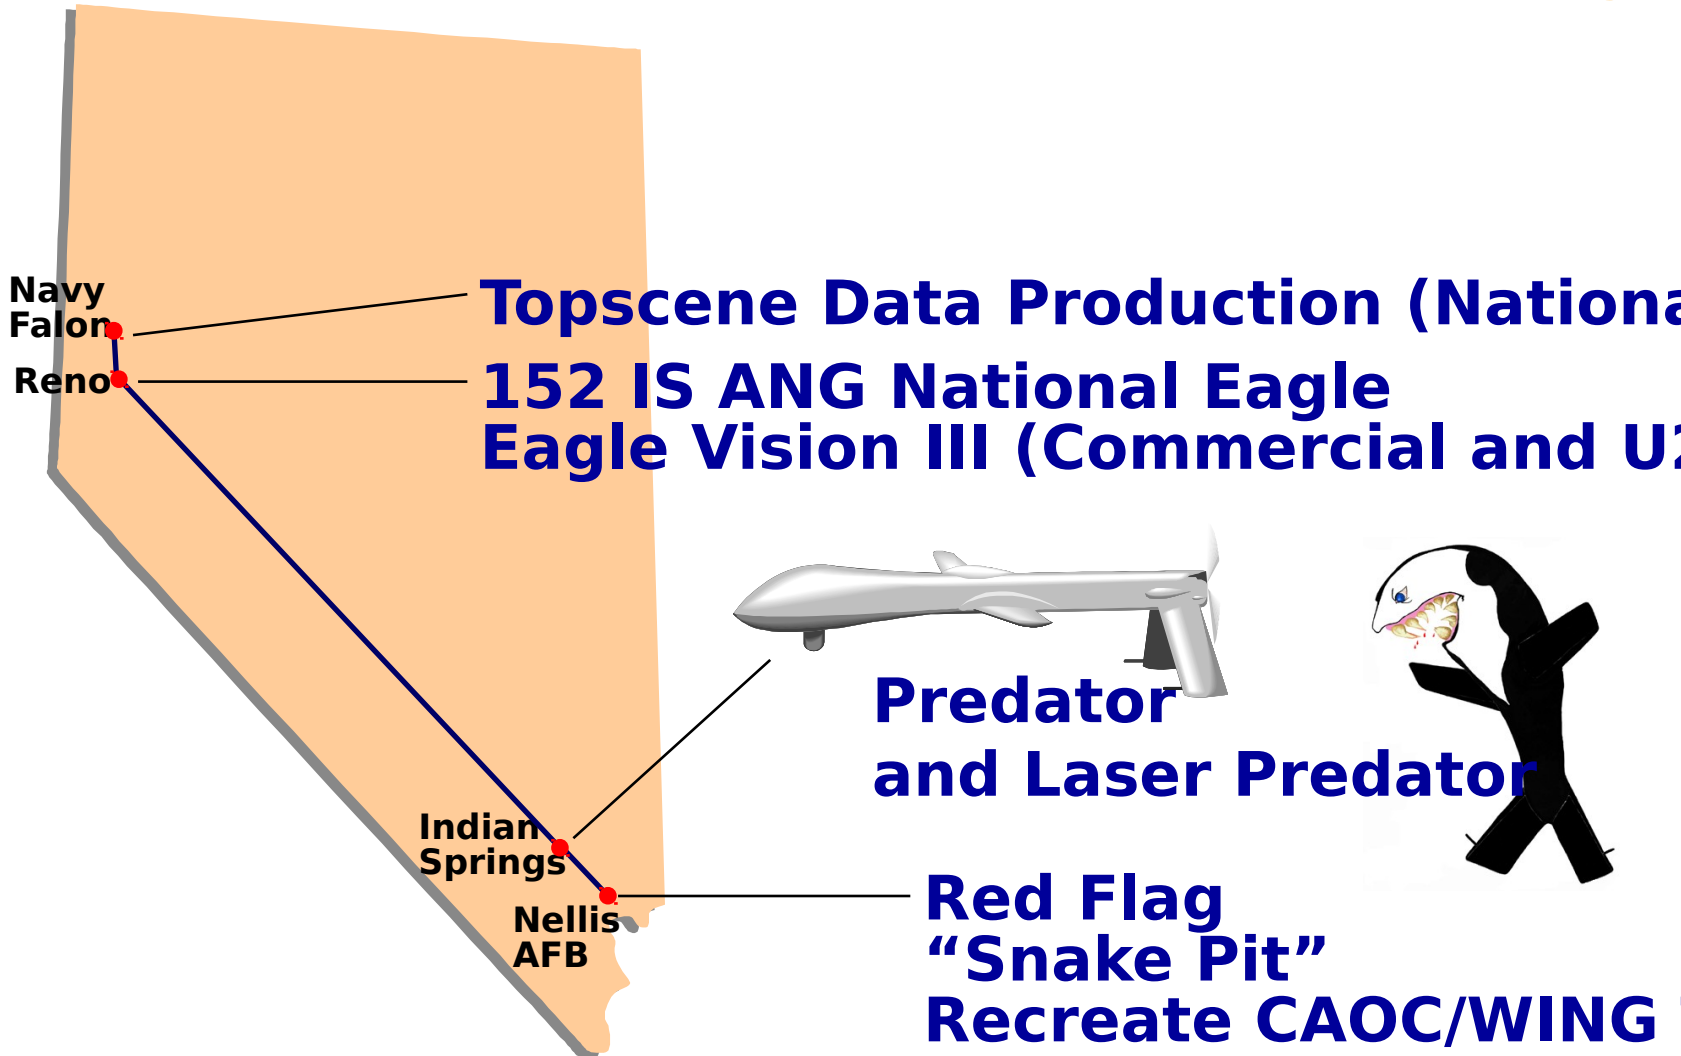 Navy
Falon
Reno
Topscene Data Production (Nationa
152 IS ANG National Eagle
Eagle Vision III (Commercial and U2
Predator
and Laser Predator
Indian
Springs
Nellis
AFB
Red Flag
“Snake Pit”
Recreate CAOC/WING